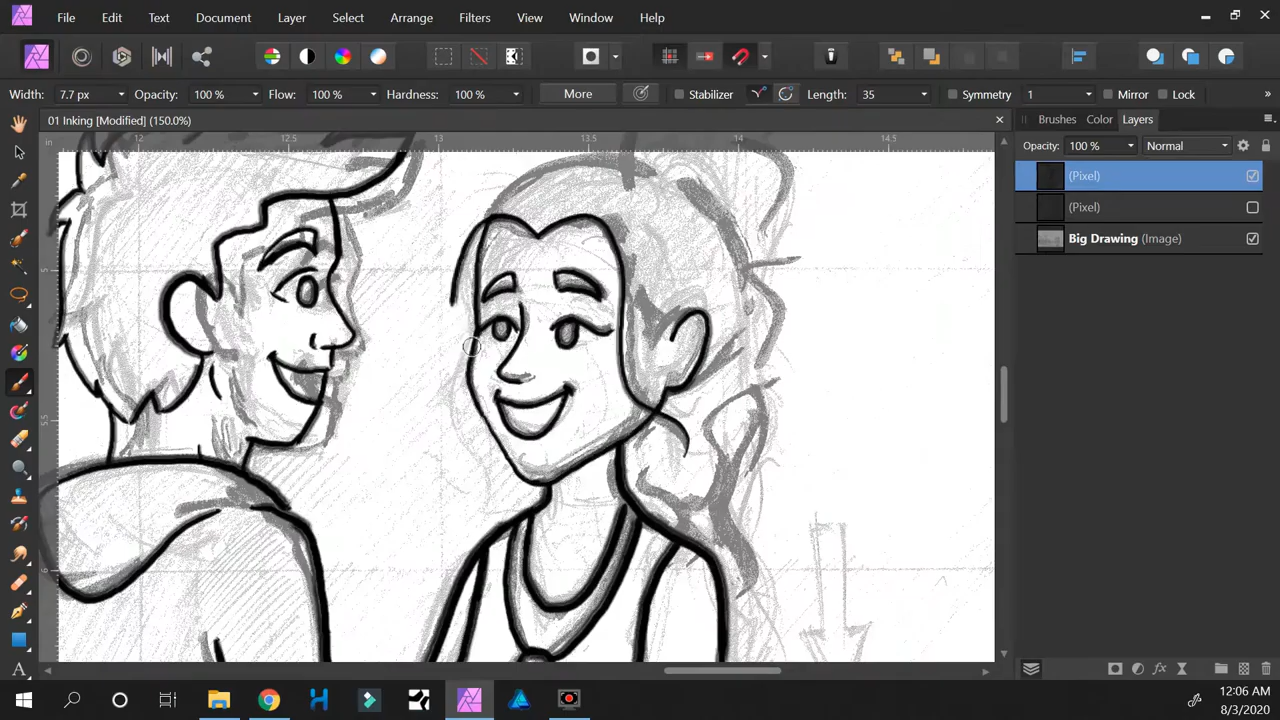 File Edit Text Document Layer Select Arrange Filters View Window Help
Width: 7.7 px Opacity: 100 % Flow: 100 % Hardness: 100 % More Stabilizer Length: 35 Symmetry 1 Mirror Lock »
01 Inking [Modified] (150.0%)
Brushes Color Layers
in 12 12.5 13 13.5 14 14.5
Opacity: 100 % Normal
(Pixel)
(Pixel)
Big Drawing (Image)
A
12:06 AM
8/3/2020